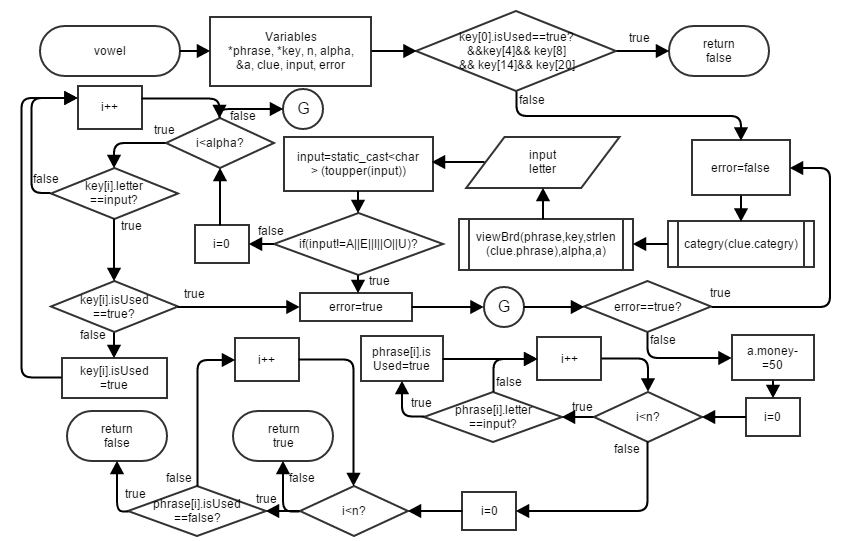 vowel
Variables
*phrase, *key, n, alpha,
&a, clue, input, error
key[0].isUsed==true?
&&key[4]&& key[8]
&& key[14]&& key[20]
true
return
false
false
i++
false
G
true
i<alpha?
input=static_cast<char
> (toupper(input))
input
letter
error=false
false
key[i].letter
==input?
true
i=0
false
if(input!=A||E||I||O||U)?
viewBrd(phrase,key,strlen
(clue.phrase),alpha,a)
categry(clue.categry)
true
key[i].isUsed
==true?
true
error=true
G
error==true?
true
false
false
key[i].isUsed
=true
i++
phrase[i].is
Used=true
i++
a.money-
=50
false
true
phrase[i].letter
==input?
true
i<n?
i=0
return
false
return
true
false
false
false
true
phrase[i].isUsed
==false?
true
i<n?
i=0